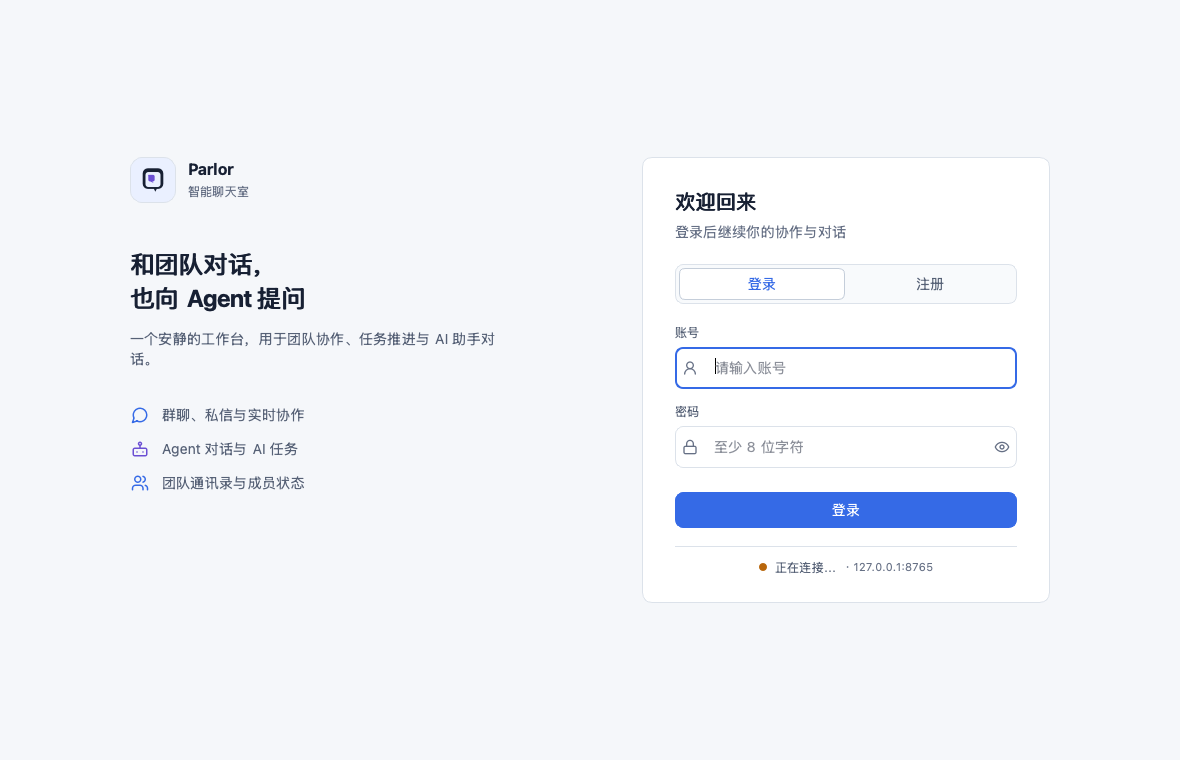 Parlor
智能聊天室
和团队对话，
也向 Agent 提问
一个安静的工作台，用于团队协作、任务推进与 AI 助手对
话。
群聊、私信与实时协作
Agent 对话与 AI 任务
团队通讯录与成员状态
欢迎回来
登录后继续你的协作与对话
登录 注册
账号
请输入账号
密码
至少 8 位字符
登录
正在连接... · 127.0.0.1:8765